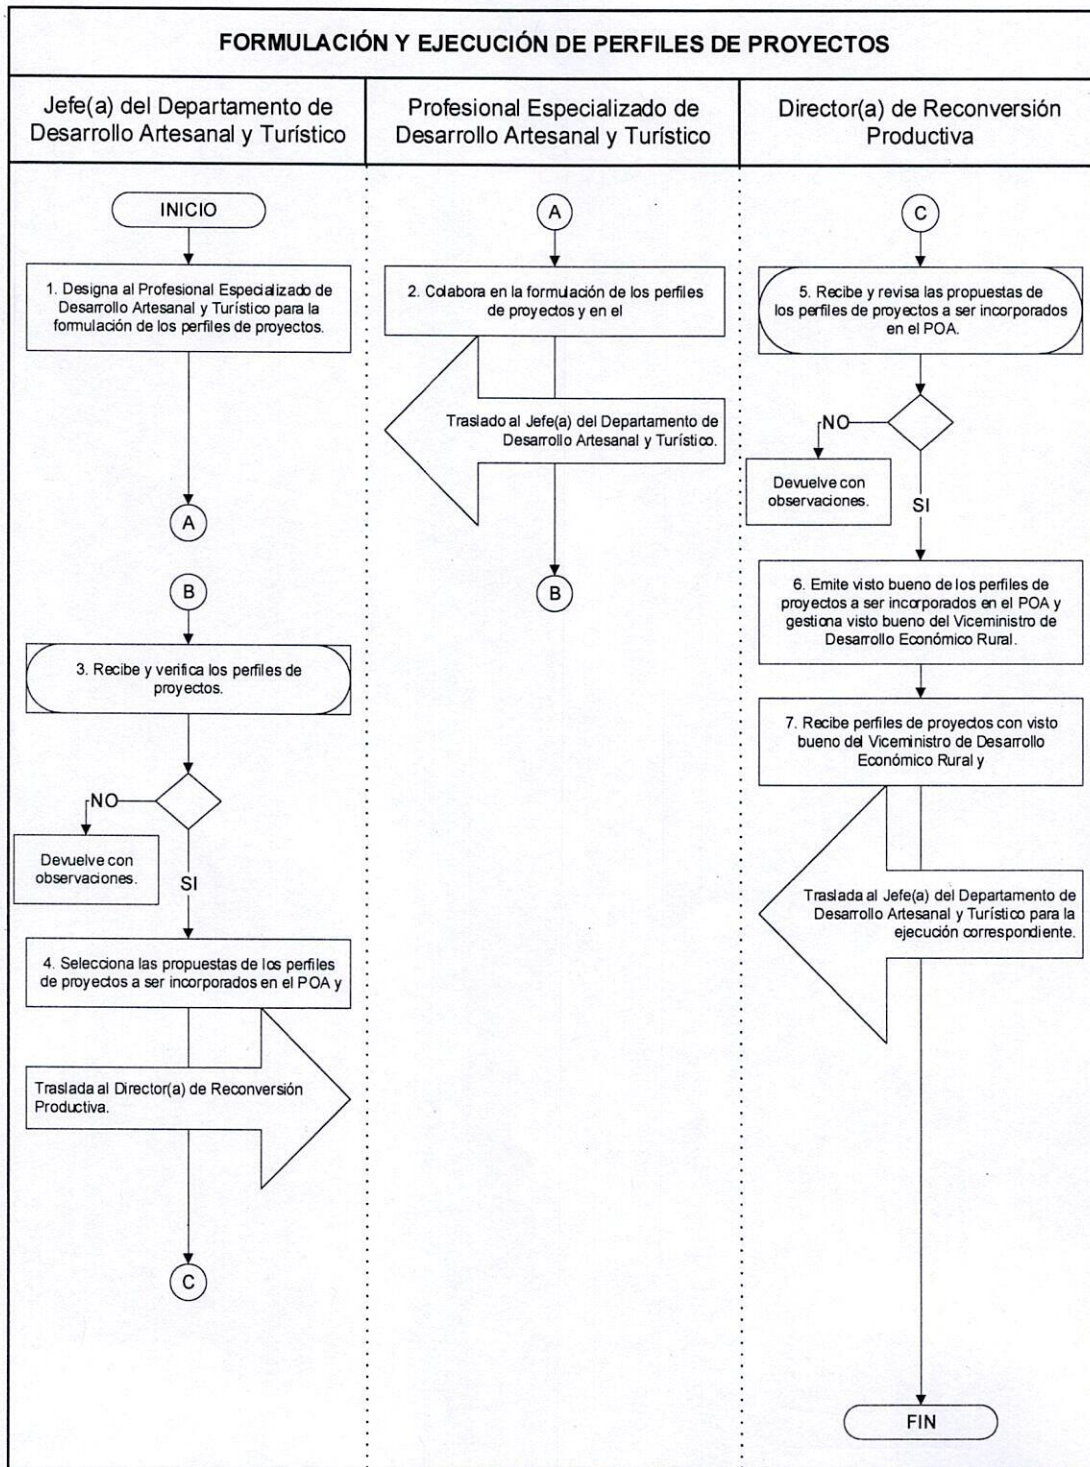 FORMULACIÓN Y EJECUCIÓN DE PERFILES DE PROYECTOS
Jefe(a) del Departamento de
Desarrollo Artesanal y Turístico
Profesional Especializado de
Desarrollo Artesanal y Turístico
Director(a) de Reconversión
Productiva
INICIO
1. Designa al Profesional Especializado de
Desarrollo Artesanal y Turístico para la
formulación de los perfiles de proyectos.
A
B
3. Recibe y verifica los perfiles de
proyectos.
NO
Devuelve con
observaciones.
SI
4. Selecciona las propuestas de los perfiles
de proyectos a ser incorporados en el POA y
Traslada al Director(a) de Reconversión
Productiva.
C
A
2. Colabora en la formulación de los perfiles
de proyectos y en el
Traslado al Jefe(a) del Departamento de
Desarrollo Artesanal y Turístico.
B
C
5. Recibe y revisa las propuestas de
los perfiles de proyectos a ser incorporados
en el POA.
NO
Devuelve con
observaciones.
SI
6. Emite visto bueno de los perfiles de
proyectos a ser incorporados en el POA y
gestiona visto bueno del Viceministro de
Desarrollo Económico Rural.
7. Recibe perfiles de proyectos con visto
bueno del Viceministro de Desarrollo
Económico Rural y
Traslada al Jefe(a) del Departamento de
Desarrollo Artesanal y Turístico para la
ejecución correspondiente.
FIN